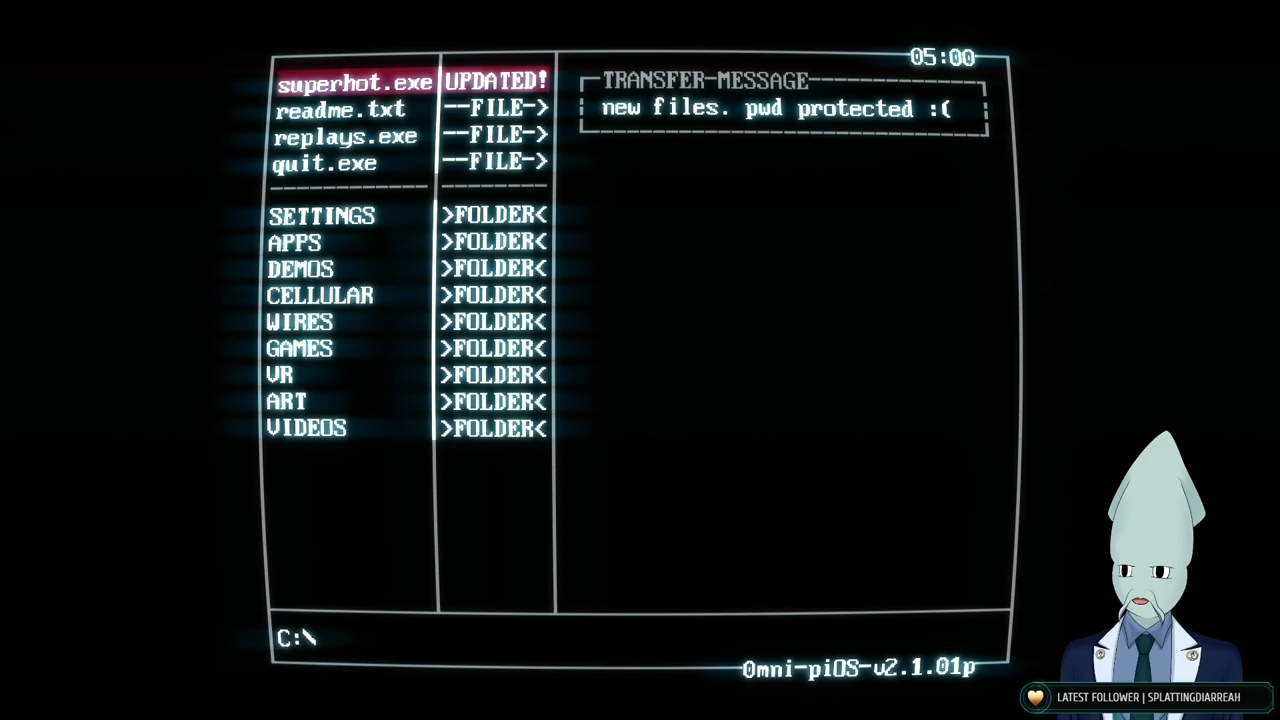 05:00
superhot.exe UPDATED!
readme.txt --FILE->
replays.exe --FILE->
quit.exe --FILE->
SETTINGS >FOLDER<
APPS >FOLDER<
DEMOS >FOLDER<
CELLULAR >FOLDER<
WIRES >FOLDER<
GAMES >FOLDER<
VR >FOLDER<
ART >FOLDER<
VIDEOS >FOLDER<
TRANSFER-MESSAGE
new files. pwd protected :(
C:\
Omni-piOS-v2.1.01p
LATEST FOLLOWER | SPLATTINGDIARREAH